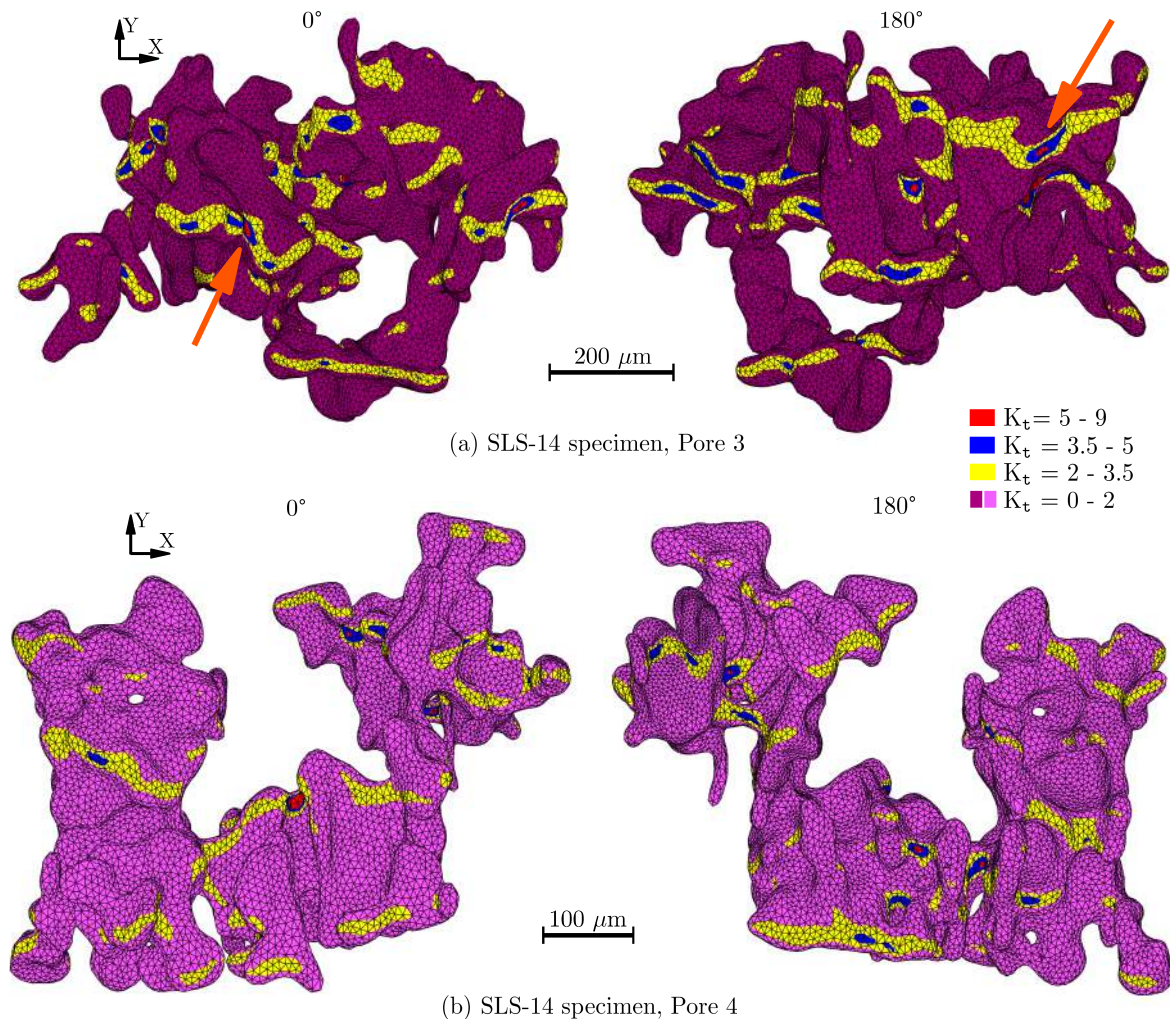 0°
180°
Y
X
200 μm
(a) SLS-14 specimen, Pore 3
K_t= 5 - 9
K_t = 3.5 - 5
K_t = 2 - 3.5
K_t = 0 - 2
0°
180°
Y
X
100 μm
(b) SLS-14 specimen, Pore 4